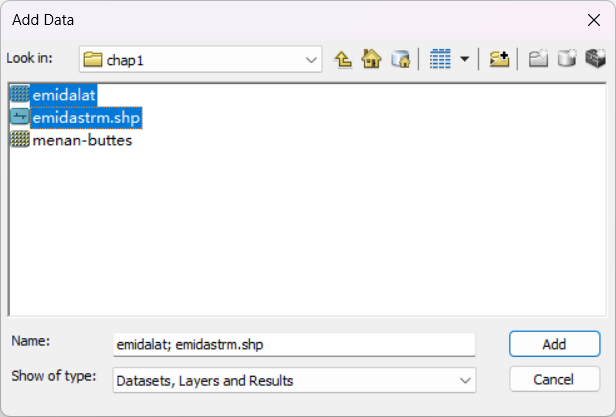 Add Data
Look in: chap1
emidalat
emidastrm.shp
menan-buttes
Name: emidalat; emidastrm.shp Add
Show of type: Datasets, Layers and Results Cancel